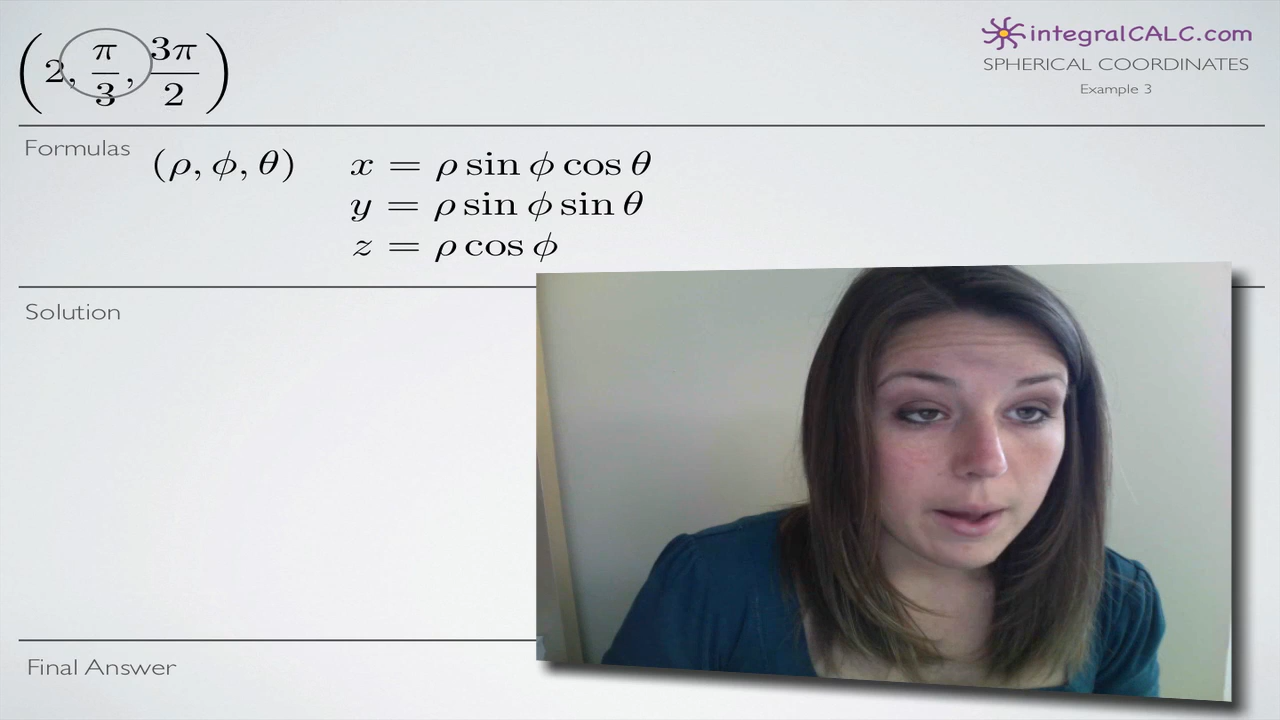 (2, π/3, 3π/2)
integralCALC.com
SPHERICAL COORDINATES
Example 3
Formulas
(ρ, ϕ, θ)
x = ρ sin ϕ cos θ
y = ρ sin ϕ sin θ
z = ρ cos ϕ
Solution
Final Answer